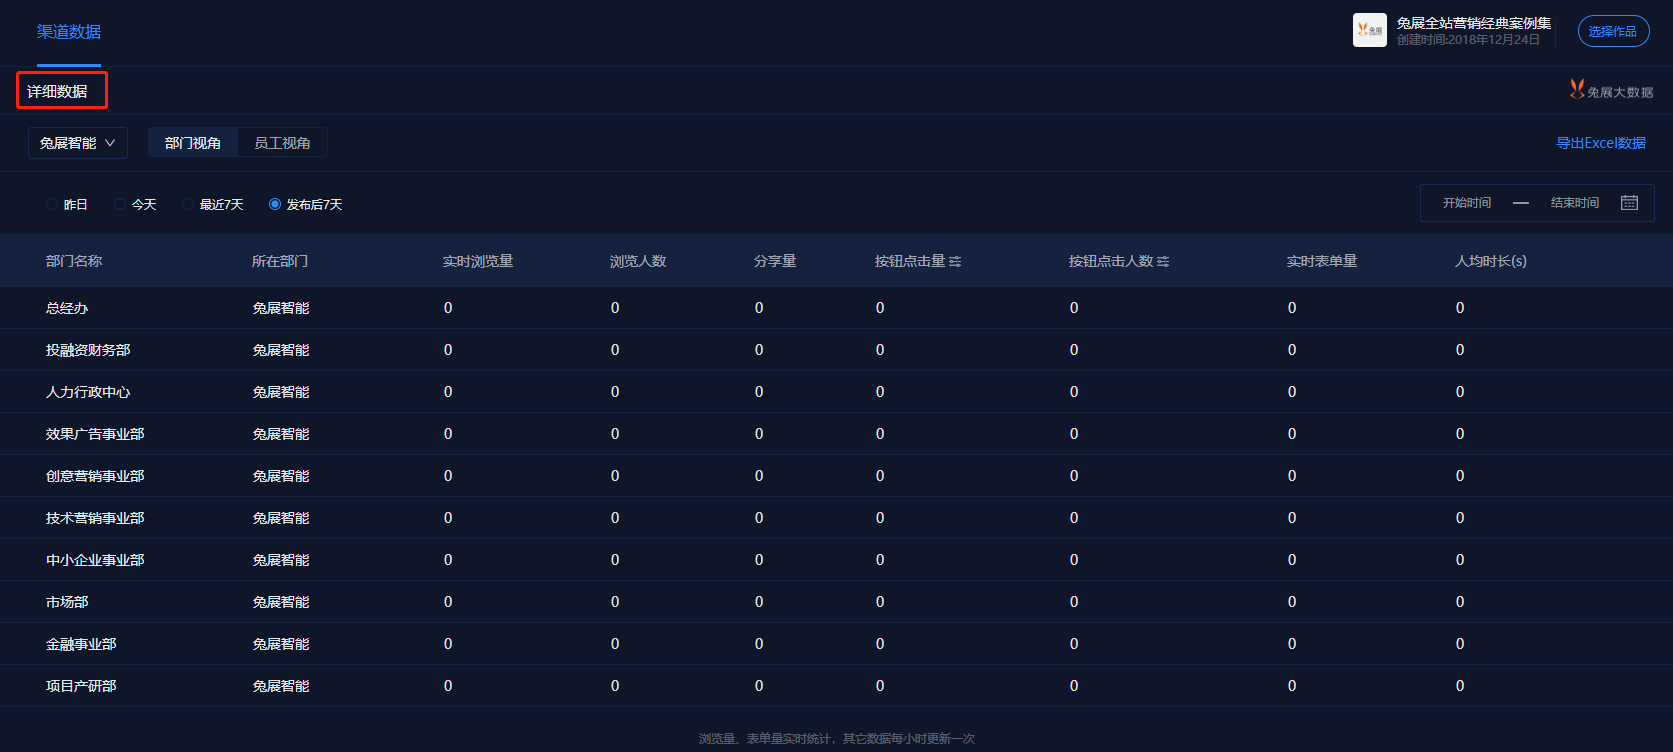 渠道数据
兔展
兔展全站营销经典案例集
创建时间:2018年12月24日
选择作品
详细数据
兔展大数据
兔展智能 部门视角 员工视角 导出Excel数据
昨日 今天 最近7天 发布后7天 开始时间 — 结束时间
部门名称 所在部门 实时浏览量 浏览人数 分享量 按钮点击量 按钮点击人数 实时表单量 人均时长(s)
总经办 兔展智能 0 0 0 0 0 0 0
投融资财务部 兔展智能 0 0 0 0 0 0 0
人力行政中心 兔展智能 0 0 0 0 0 0 0
效果广告事业部 兔展智能 0 0 0 0 0 0 0
创意营销事业部 兔展智能 0 0 0 0 0 0 0
技术营销事业部 兔展智能 0 0 0 0 0 0 0
中小企业事业部 兔展智能 0 0 0 0 0 0 0
市场部 兔展智能 0 0 0 0 0 0 0
金融事业部 兔展智能 0 0 0 0 0 0 0
项目产研部 兔展智能 0 0 0 0 0 0 0
浏览量、表单量实时统计，其它数据每小时更新一次